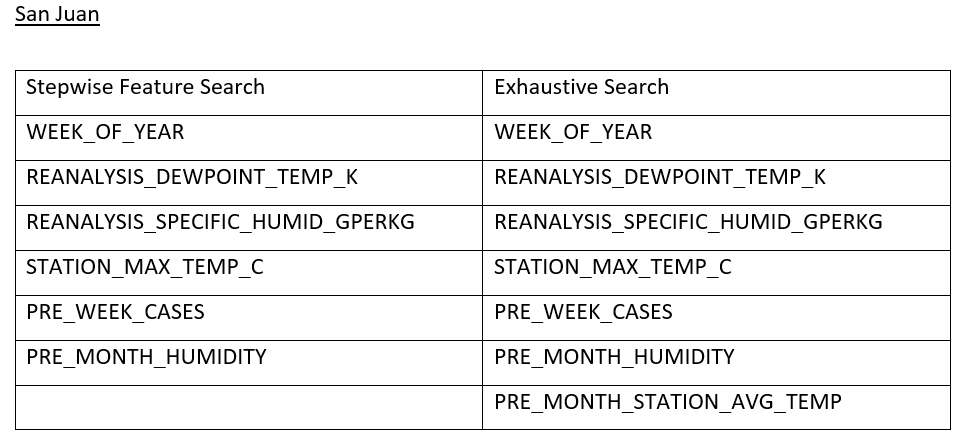 San Juan
Stepwise Feature Search Exhaustive Search
WEEK_OF_YEAR WEEK_OF_YEAR
REANALYSIS_DEWPOINT_TEMP_K REANALYSIS_DEWPOINT_TEMP_K
REANALYSIS_SPECIFIC_HUMID_GPERKG REANALYSIS_SPECIFIC_HUMID_GPERKG
STATION_MAX_TEMP_C STATION_MAX_TEMP_C
PRE_WEEK_CASES PRE_WEEK_CASES
PRE_MONTH_HUMIDITY PRE_MONTH_HUMIDITY
PRE_MONTH_STATION_AVG_TEMP